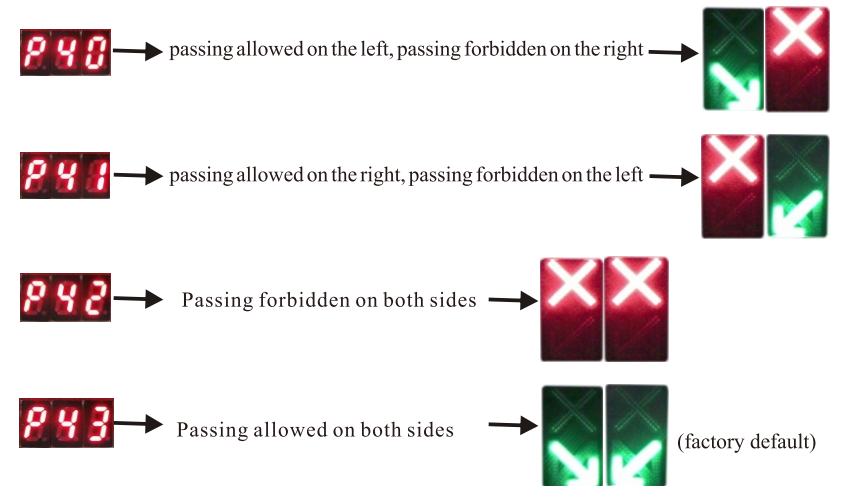 P40 passing allowed on the left, passing forbidden on the right
P41 passing allowed on the right, passing forbidden on the left
P42 Passing forbidden on both sides
P43 Passing allowed on both sides (factory default)